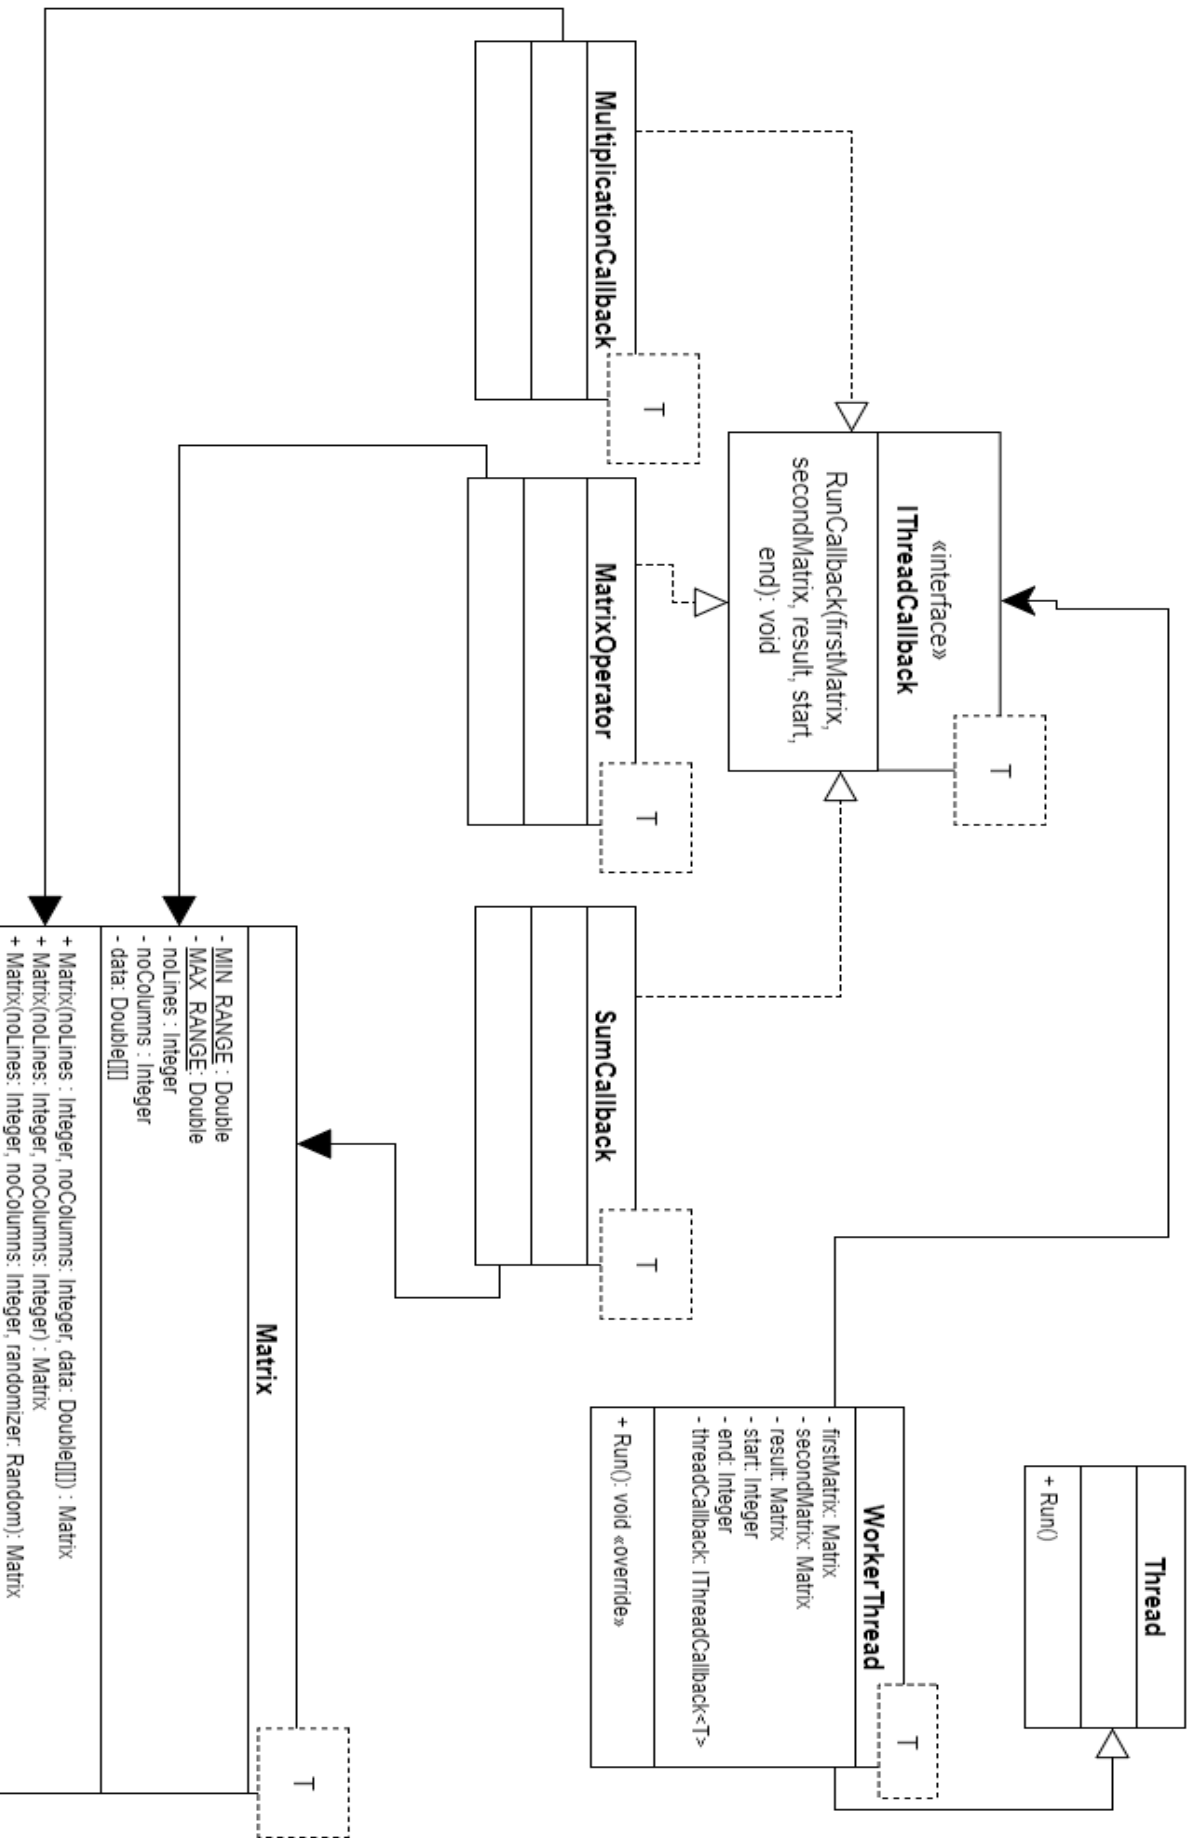 Thread
+ Run()
«interface»
IThreadCallback
T
RunCallback(firstMatrix,
secondMatrix, result, start,
end): void
WorkerThread
T
- firstMatrix: Matrix
- secondMatrix: Matrix
- result: Matrix
- start: Integer
- end: Integer
- threadCallback: IThreadCallback<T>
+ Run(): void «override»
MultiplicationCallback
T
MatrixOperator
T
SumCallback
T
Matrix
T
- MIN_RANGE : Double
- MAX_RANGE: Double
- noLines : Integer
- noColumns : Integer
- data: Double[][]
+ Matrix(noLines : Integer, noColumns: Integer, data: Double[][]) : Matrix
+ Matrix(noLines: Integer, noColumns: Integer) : Matrix
+ Matrix(noLines: Integer, noColumns: Integer, randomizer: Random): Matrix